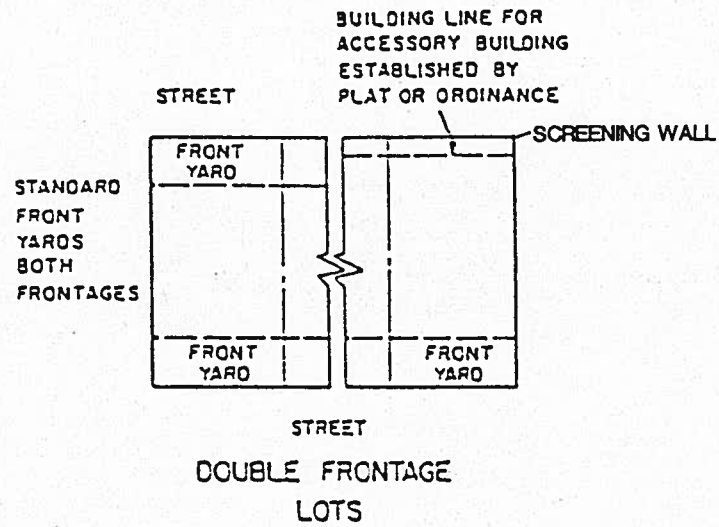 BUILDING LINE FOR
ACCESSORY BUILDING
ESTABLISHED BY
PLAT OR ORDINANCE
STREET
SCREENING WALL
FRONT
YARD
STANDARD
FRONT
YARDS
BOTH
FRONTAGES
FRONT
YARD
FRONT
YARD
STREET
DOUBLE FRONTAGE
LOTS